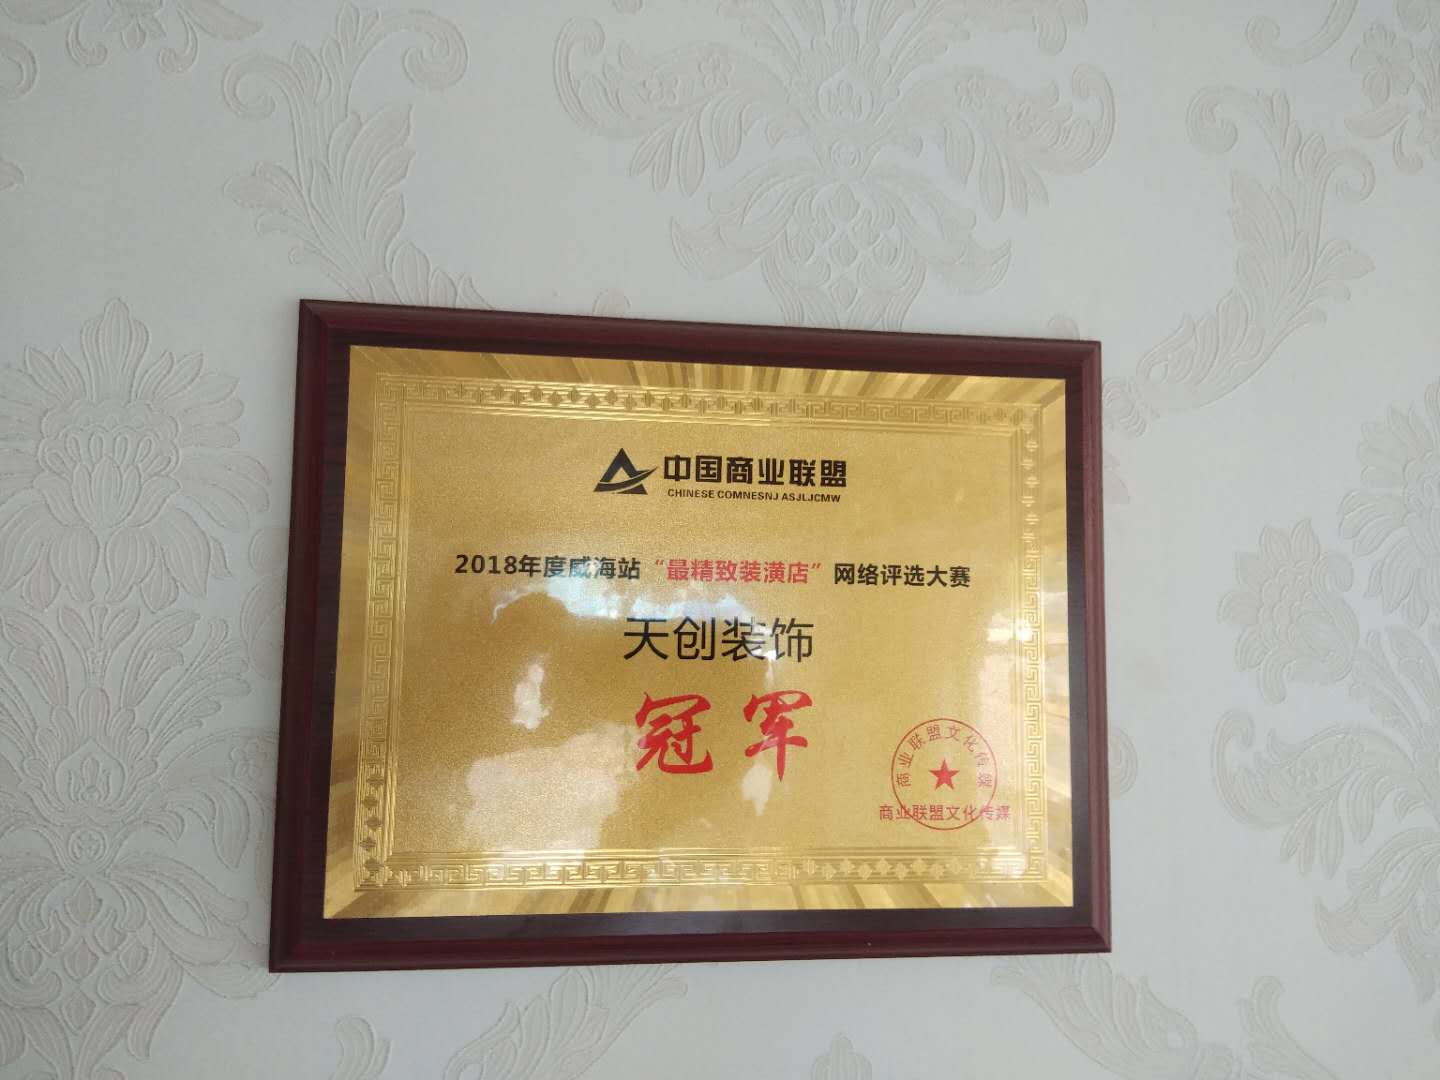 中国商业联盟
CHINESE COMNESNJ ASJLJCMW
2018年度威海站“最精致装潢店”网络评选大赛
天创装饰
冠军
商业联盟文化传媒
商业联盟文化传媒